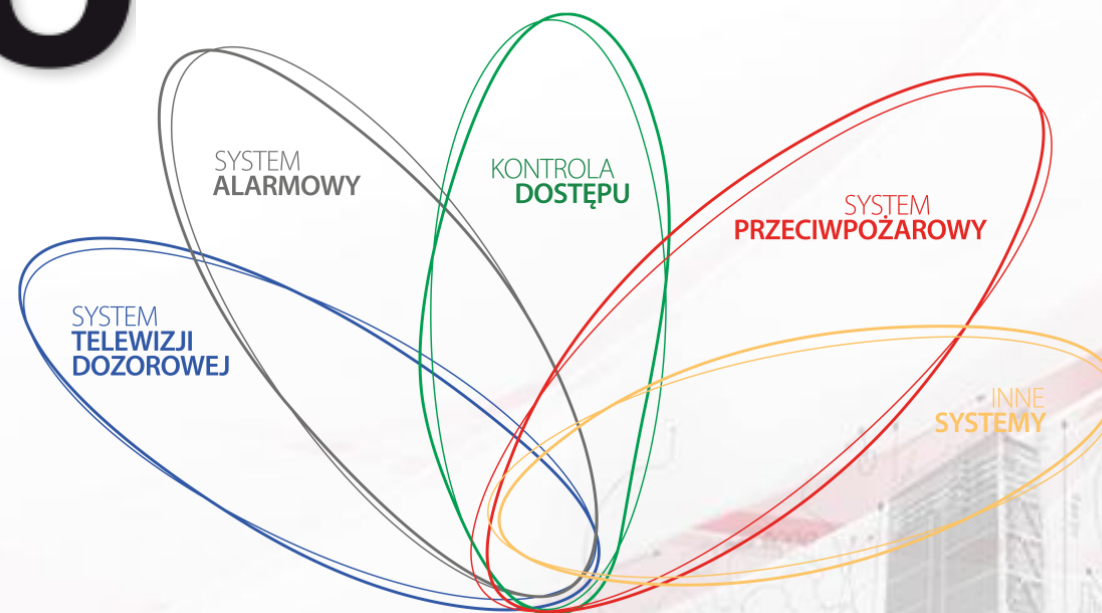 SYSTEM
ALARMOWY
KONTROLA
DOSTĘPU
SYSTEM
PRZECIWPOŻAROWY
SYSTEM
TELEWIZJI
DOZOROWEJ
INNE
SYSTEMY